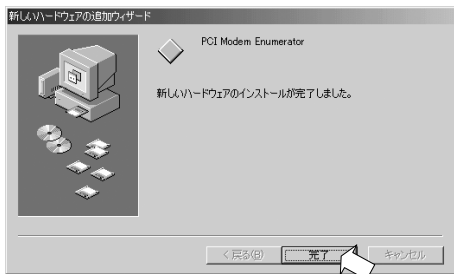 新しいハードウェアの追加ウィザード
PCI Modem Enumerator
新しいハードウェアのインストールが完了しました。
< 戻る(B)
完了
キャンセル